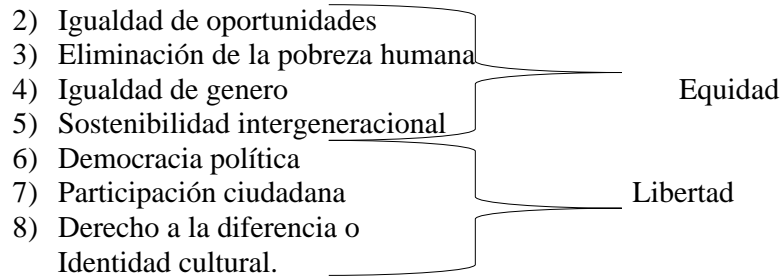 2) Igualdad de oportunidades
3) Eliminación de la pobreza humana
4) Igualdad de genero Equidad
5) Sostenibilidad intergeneracional
6) Democracia política
7) Participación ciudadana Libertad
8) Derecho a la diferencia o
Identidad cultural.